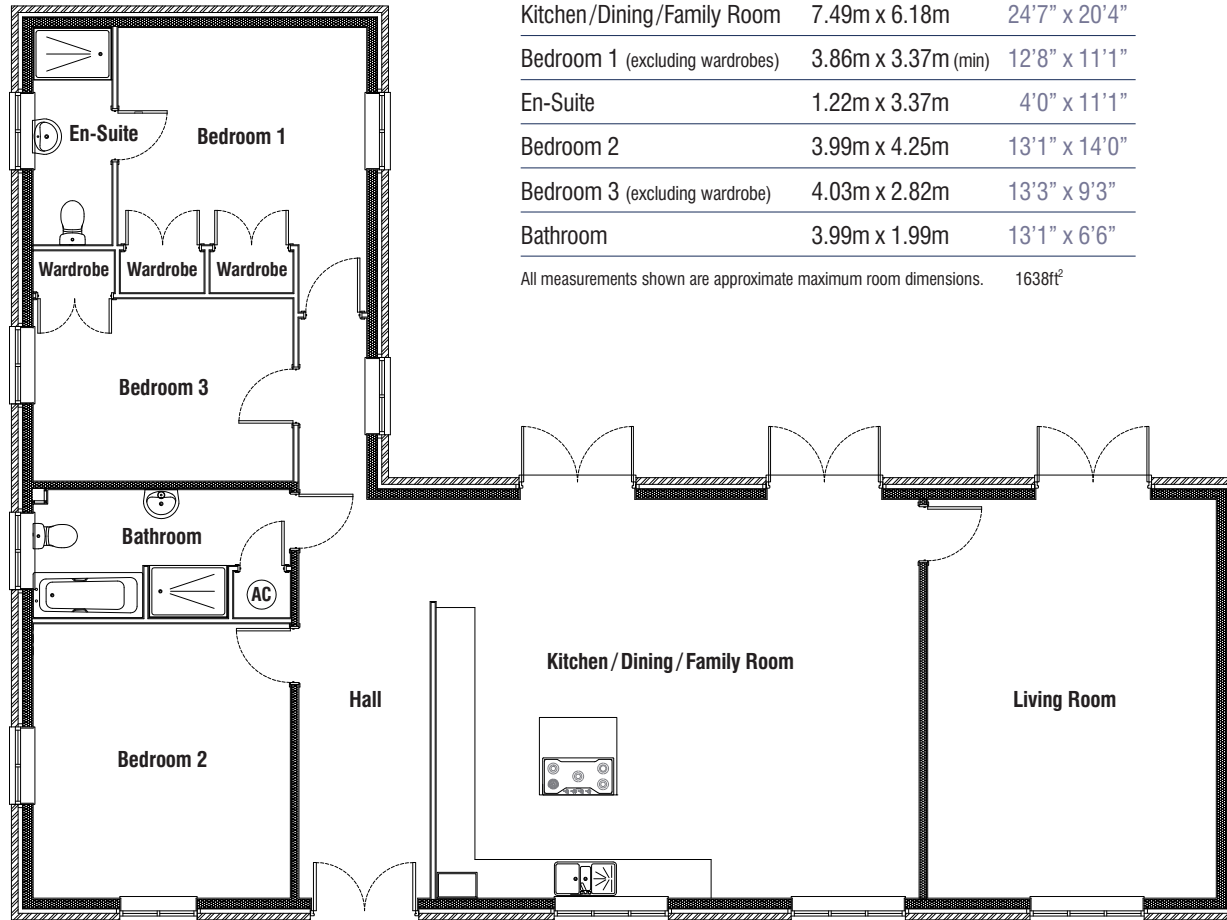 Kitchen/Dining/Family Room 7.49m x 6.18m 24’7” x 20’4”
Bedroom 1 (excluding wardrobes) 3.86m x 3.37m (min) 12’8” x 11’1”
En-Suite 1.22m x 3.37m 4’0” x 11’1”
Bedroom 2 3.99m x 4.25m 13’1” x 14’0”
Bedroom 3 (excluding wardrobe) 4.03m x 2.82m 13’3” x 9’3”
Bathroom 3.99m x 1.99m 13’1” x 6’6”
All measurements shown are approximate maximum room dimensions. 1638ft²
En-Suite
Bedroom 1
Wardrobe
Wardrobe
Wardrobe
Bedroom 3
Bathroom
AC
Kitchen/Dining/Family Room
Hall
Living Room
Bedroom 2